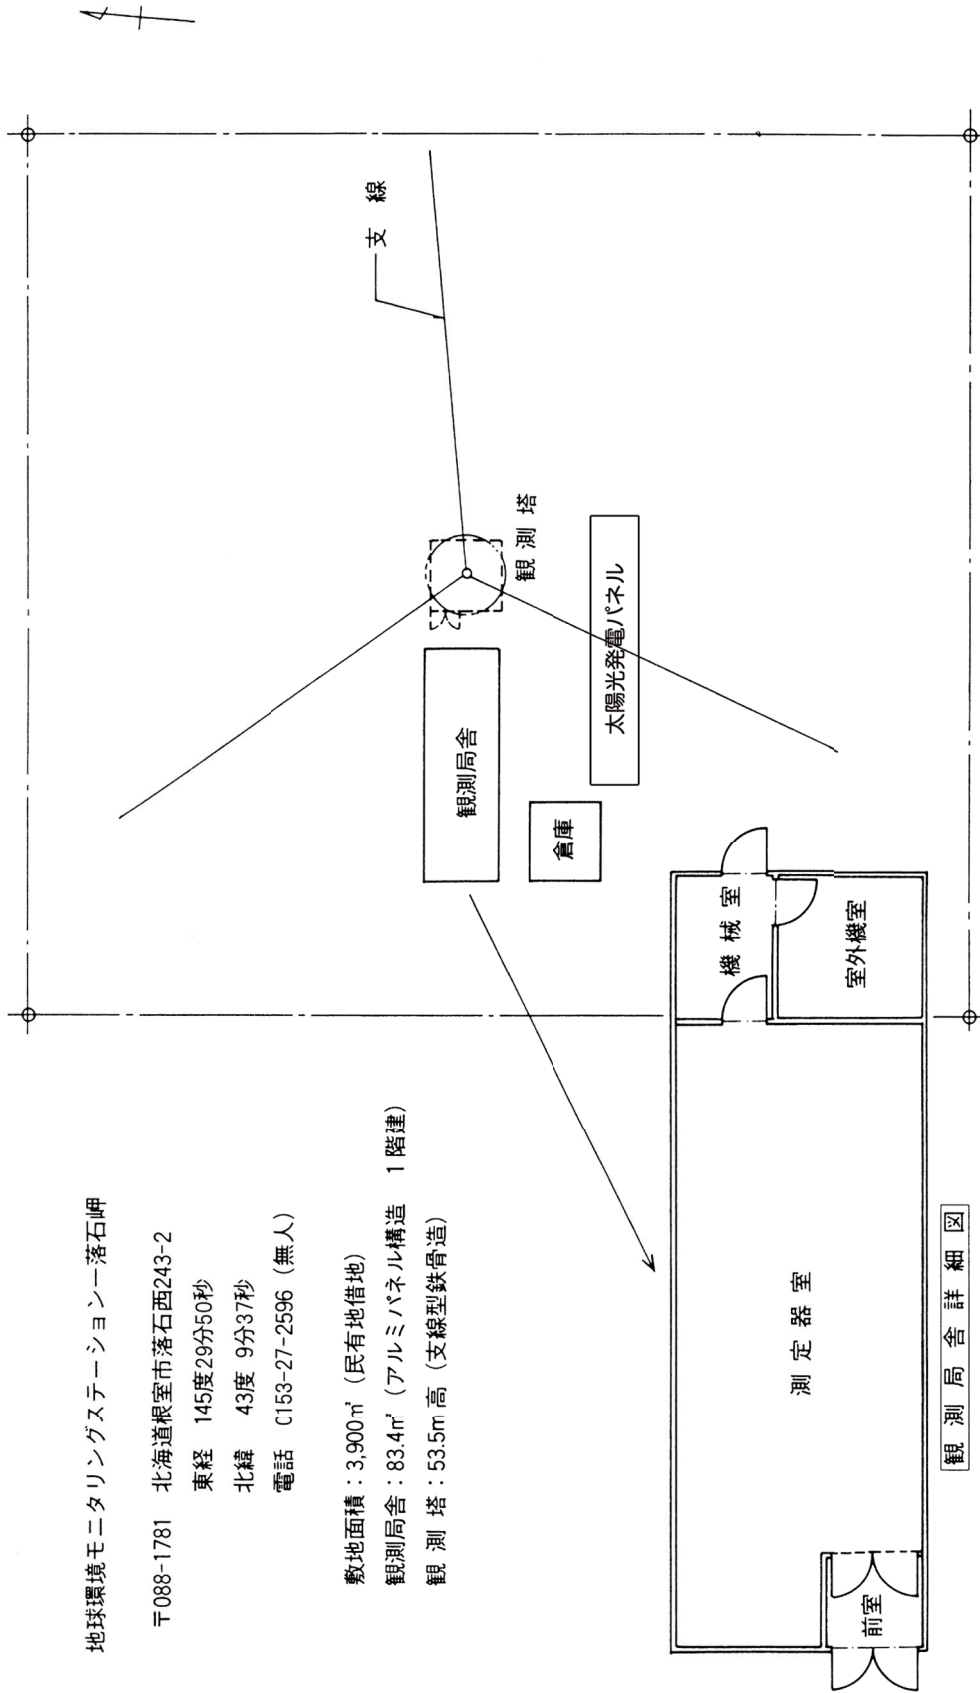 地球環境モニタリングステーション－落石岬
〒088-1781 北海道根室市落石西243-2
東経 145度29分50秒
北緯 43度 9分37秒
電話 0153-27-2596 (無人)
敷地面積：3,900㎡ (民有地借地)
観測局舎：83.4㎡ (アルミパネル構造 1階建)
観 測 塔：53.5m高 (支線型鉄骨造)
支 線
観 測 塔
観測局舎
倉庫
太陽光発電パネル
機 械 室
室外機室
測 定 器 室
前室
観 測 局 舎 詳 細 図